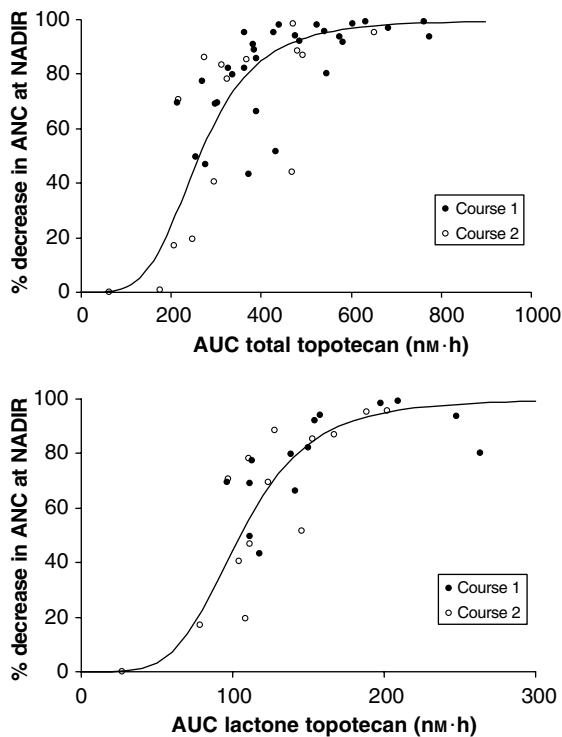 100
80
60
40
20
0
% decrease in ANC at NADIR
Course 1
Course 2
0 200 400 600 800 1000
AUC total topotecan (nM·h)
100
80
60
40
20
0
% decrease in ANC at NADIR
Course 1
Course 2
0 100 200 300
AUC lactone topotecan (nM·h)